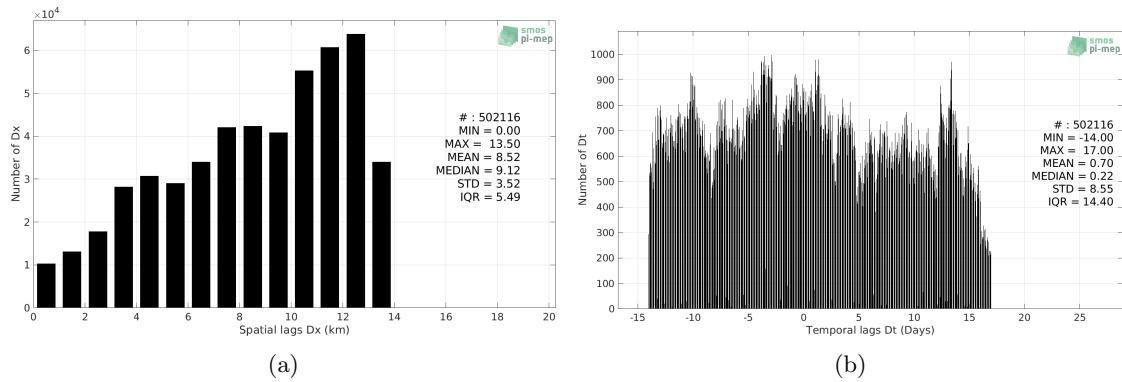 ×10⁴
6
5
4
3
2
1
0
0 2 4 6 8 10 12 14 16 18 20
Number of Dx
Spatial lags Dx (km)
smos
pi-mep
# : 502116
MIN = 0.00
MAX = 13.50
MEAN = 8.52
MEDIAN = 9.12
STD = 3.52
IQR = 5.49
(a)
1000
900
800
700
600
500
400
300
200
100
0
-15 -10 -5 0 5 10 15 20 25
Number of Dt
Temporal lags Dt (Days)
smos
pi-mep
# : 502116
MIN = -14.00
MAX = 17.00
MEAN = 0.70
MEDIAN = 0.22
STD = 8.55
IQR = 14.40
(b)